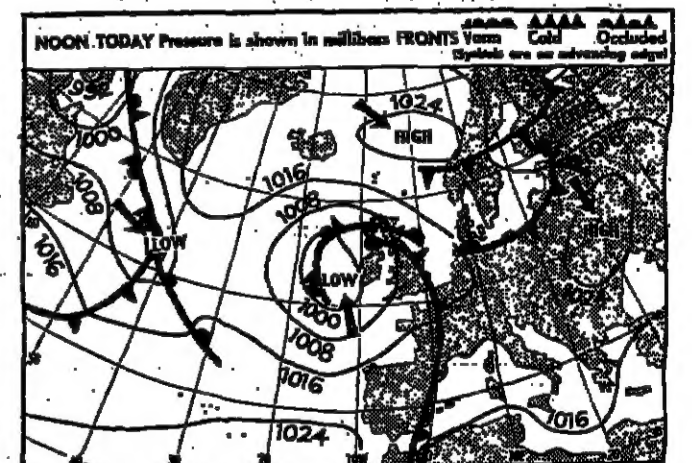 NOON TODAY Pressure is shown in millibars FRONTS Warm Cold Occluded
(Symbols are on advancing edge)
992
1000
1008
1016
LOW
1024
HIGH
1016
1008
LOW
1000
1008
1016
1024
HIGH
1016